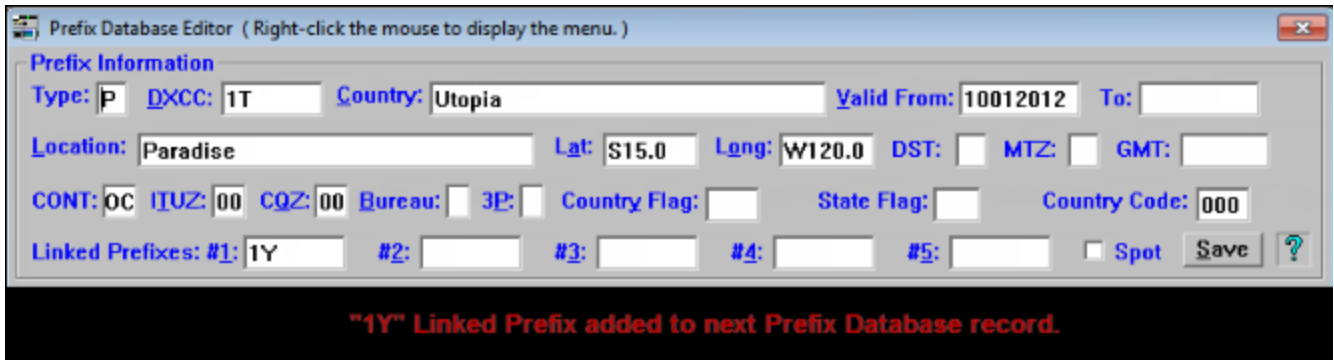 Prefix Database Editor ( Right-click the mouse to display the menu. )
Prefix Information
Type: P DXCC: 1T Country: Utopia Valid From: 10012012 To:
Location: Paradise Lat: S15.0 Long: W120.0 DST: MTZ: GMT:
CONT: OC ITUZ: 00 CQZ: 00 Bureau: 3P: Country Flag: State Flag: Country Code: 000
Linked Prefixes: #1: 1Y #2: #3: #4: #5: Spot Save ?
"1Y" Linked Prefix added to next Prefix Database record.